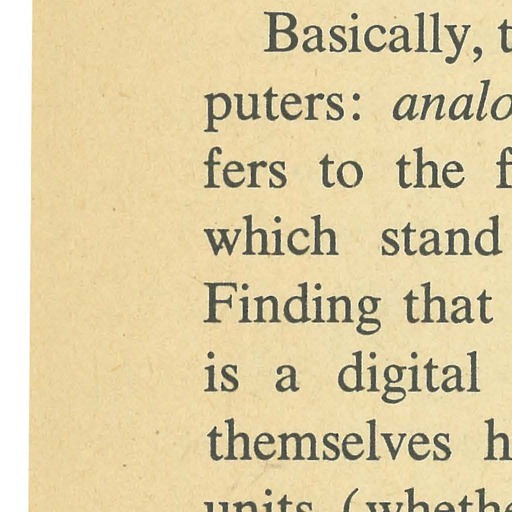 Basically, t
puters: analo
fers to the f
which stand
Finding that
is a digital
themselves h
units (whethe